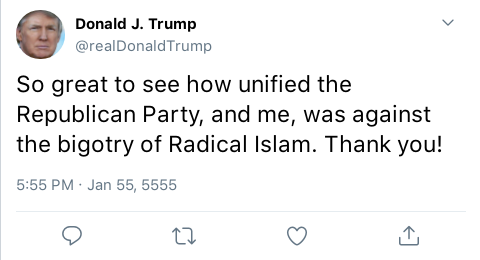 Donald J. Trump
@realDonaldTrump
So great to see how unified the
Republican Party, and me, was against
the bigotry of Radical Islam. Thank you!
5:55 PM · Jan 55, 5555